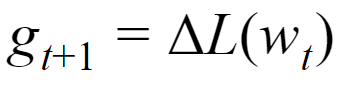 g_{t+1} = ΔL(w_t)